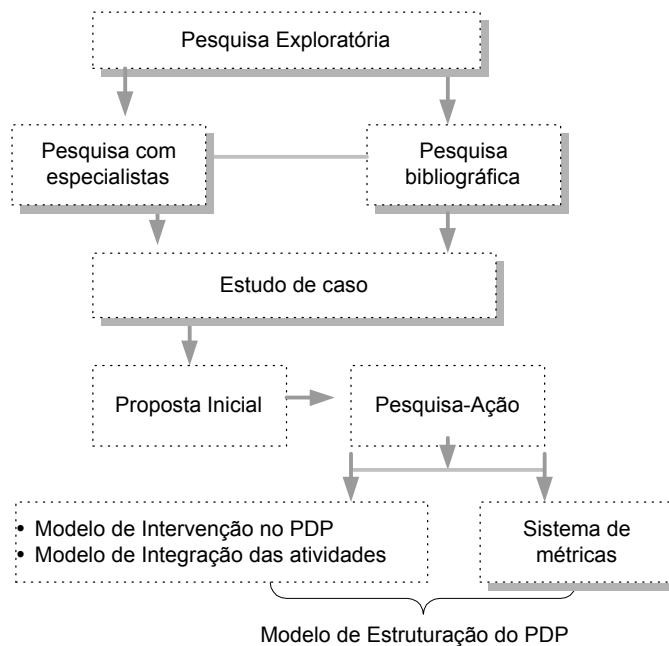 Pesquisa Exploratória
Pesquisa com
especialistas
Pesquisa
bibliográfica
Estudo de caso
Proposta Inicial
Pesquisa-Ação
• Modelo de Intervenção no PDP
• Modelo de Integração das atividades
Sistema de
métricas
Modelo de Estruturação do PDP